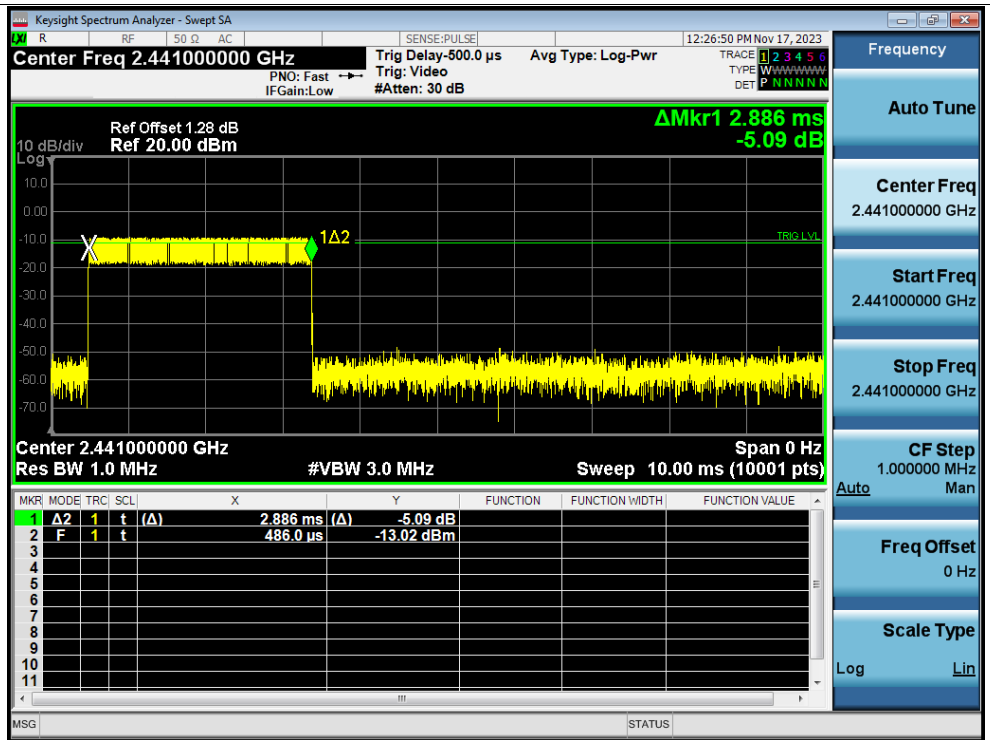 Keysight Spectrum Analyzer - Swept SA
LXI R RF 50 Ω AC SENSE:PULSE 12:26:50 PM Nov 17, 2023
Center Freq 2.441000000 GHz
PNO: Fast
IFGain:Low
Trig Delay-500.0 µs
Trig: Video
#Atten: 30 dB
Avg Type: Log-Pwr
TRACE 1 2 3 4 5 6
TYPE WWWWWW
DET P N N N N N
ΔMkr1 2.886 ms
-5.09 dB
Ref Offset 1.28 dB
10 dB/div Ref 20.00 dBm
Log
10.0
0.00
-10.0
-20.0
-30.0
-40.0
-50.0
-60.0
-70.0
1Δ2
TRIG LVL
Center 2.441000000 GHz Span 0 Hz
Res BW 1.0 MHz #VBW 3.0 MHz Sweep 10.00 ms (10001 pts)
MKR MODE TRC SCL X Y FUNCTION FUNCTION WIDTH FUNCTION VALUE
1 Δ2 1 t (Δ) 2.886 ms (Δ) -5.09 dB
2 F 1 t 486.0 µs -13.02 dBm
3
4
5
6
7
8
9
10
11
MSG STATUS
Frequency
Auto Tune
Center Freq
2.441000000 GHz
Start Freq
2.441000000 GHz
Stop Freq
2.441000000 GHz
CF Step
1.000000 MHz
Auto Man
Freq Offset
0 Hz
Scale Type
Log Lin